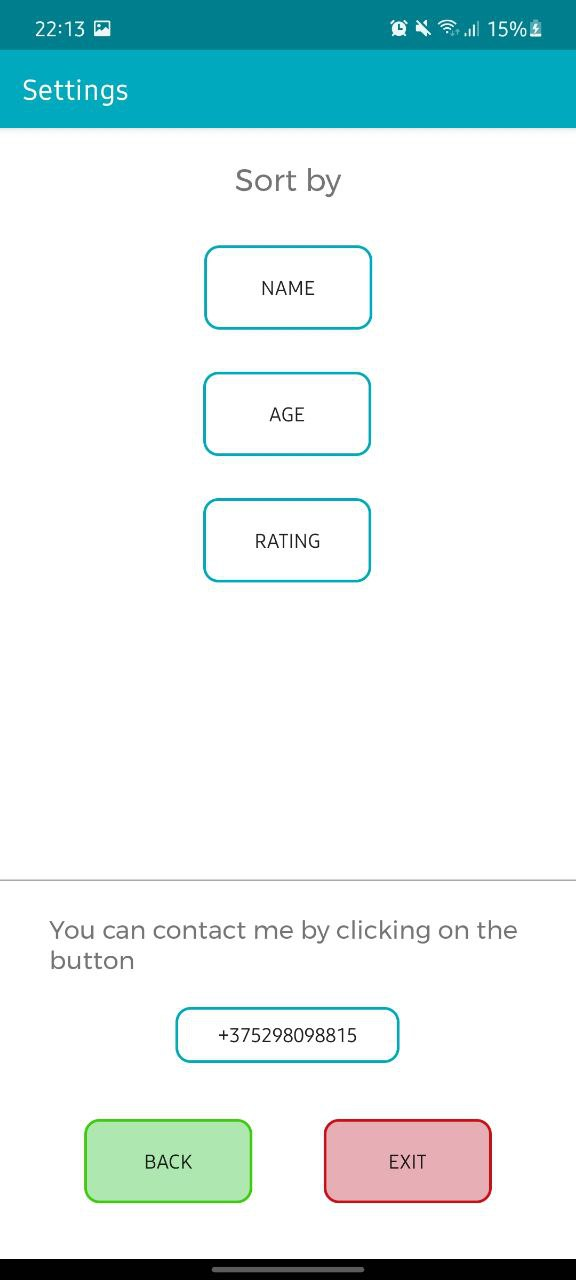 22:13 15%
Settings
Sort by
NAME
AGE
RATING
You can contact me by clicking on the
button
+375298098815
BACK EXIT